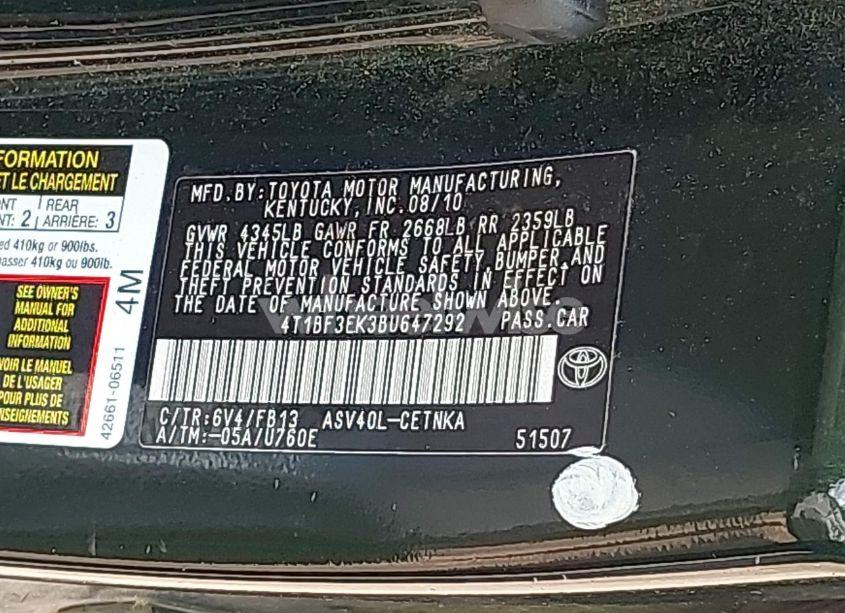 FORMATION
ET LE CHARGEMENT
REAR
2 ARRIÈRE: 3
410kg or 900lbs.
410kg ou 900lb.
SEE OWNER'S
MANUAL FOR
ADDITIONAL
INFORMATION
VOIR LE MANUEL
DE L'USAGER
POUR PLUS DE
RENSEIGNEMENTS
4M
42661-06511
MFD.BY:TOYOTA MOTOR MANUFACTURING,
KENTUCKY,INC.08/10
GVWR 4345LB GAWR FR 2668LB RR 2359LB
THIS VEHICLE CONFORMS TO ALL APPLICABLE
FEDERAL MOTOR VEHICLE SAFETY,BUMPER,AND
THEFT PREVENTION STANDARDS IN EFFECT ON
THE DATE OF MANUFACTURE SHOWN ABOVE.
4T1BF3EK3BU647292 PASS.CAR
C/TR:6V4/FB13 ASV40L-CETNKA
A/TM:-05A/U760E 51507